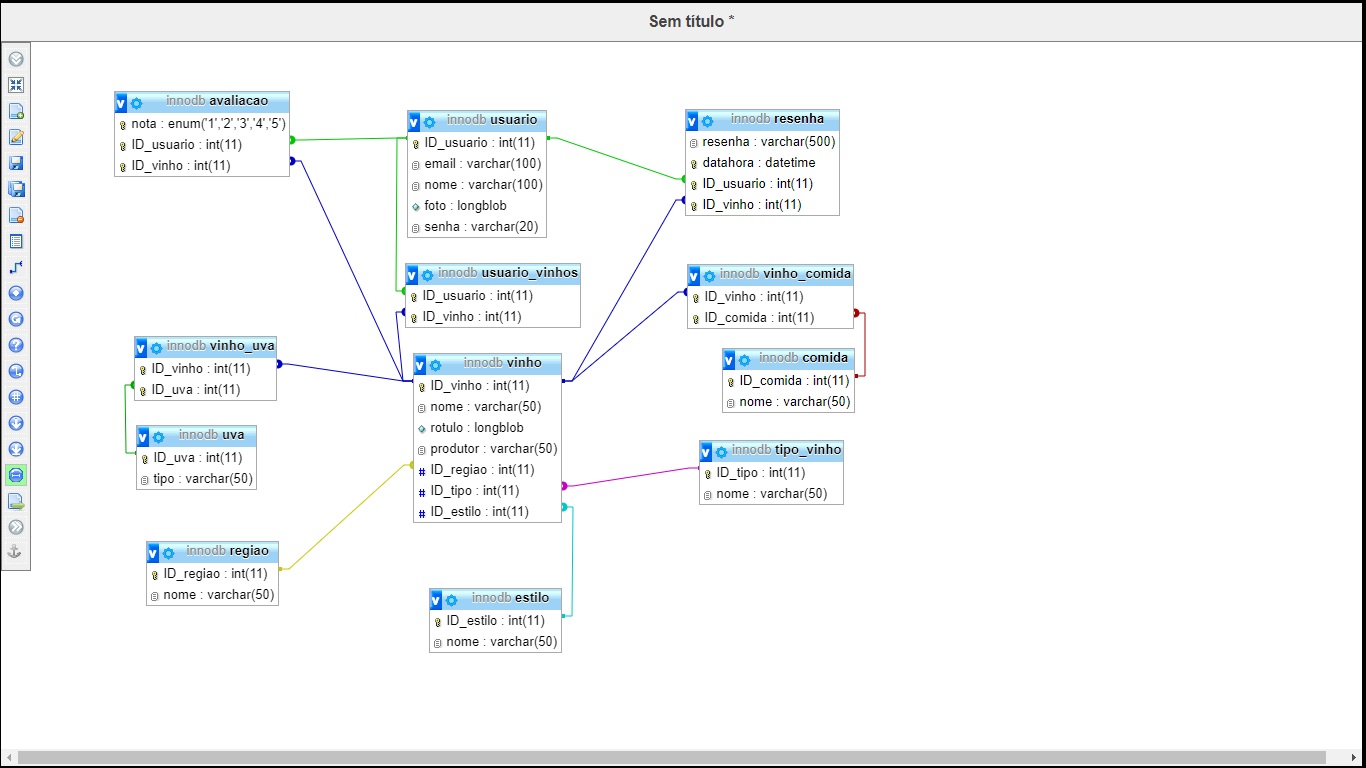 Sem título *
innodb avaliacao
nota : enum('1','2','3','4','5')
ID_usuario : int(11)
ID_vinho : int(11)
innodb usuario
ID_usuario : int(11)
email : varchar(100)
nome : varchar(100)
foto : longblob
senha : varchar(20)
innodb resenha
resenha : varchar(500)
datahora : datetime
ID_usuario : int(11)
ID_vinho : int(11)
innodb usuario_vinhos
ID_usuario : int(11)
ID_vinho : int(11)
innodb vinho_comida
ID_vinho : int(11)
ID_comida : int(11)
innodb vinho_uva
ID_vinho : int(11)
ID_uva : int(11)
innodb vinho
ID_vinho : int(11)
nome : varchar(50)
rotulo : longblob
produtor : varchar(50)
ID_regiao : int(11)
ID_tipo : int(11)
ID_estilo : int(11)
innodb comida
ID_comida : int(11)
nome : varchar(50)
innodb uva
ID_uva : int(11)
tipo : varchar(50)
innodb tipo_vinho
ID_tipo : int(11)
nome : varchar(50)
innodb regiao
ID_regiao : int(11)
nome : varchar(50)
innodb estilo
ID_estilo : int(11)
nome : varchar(50)